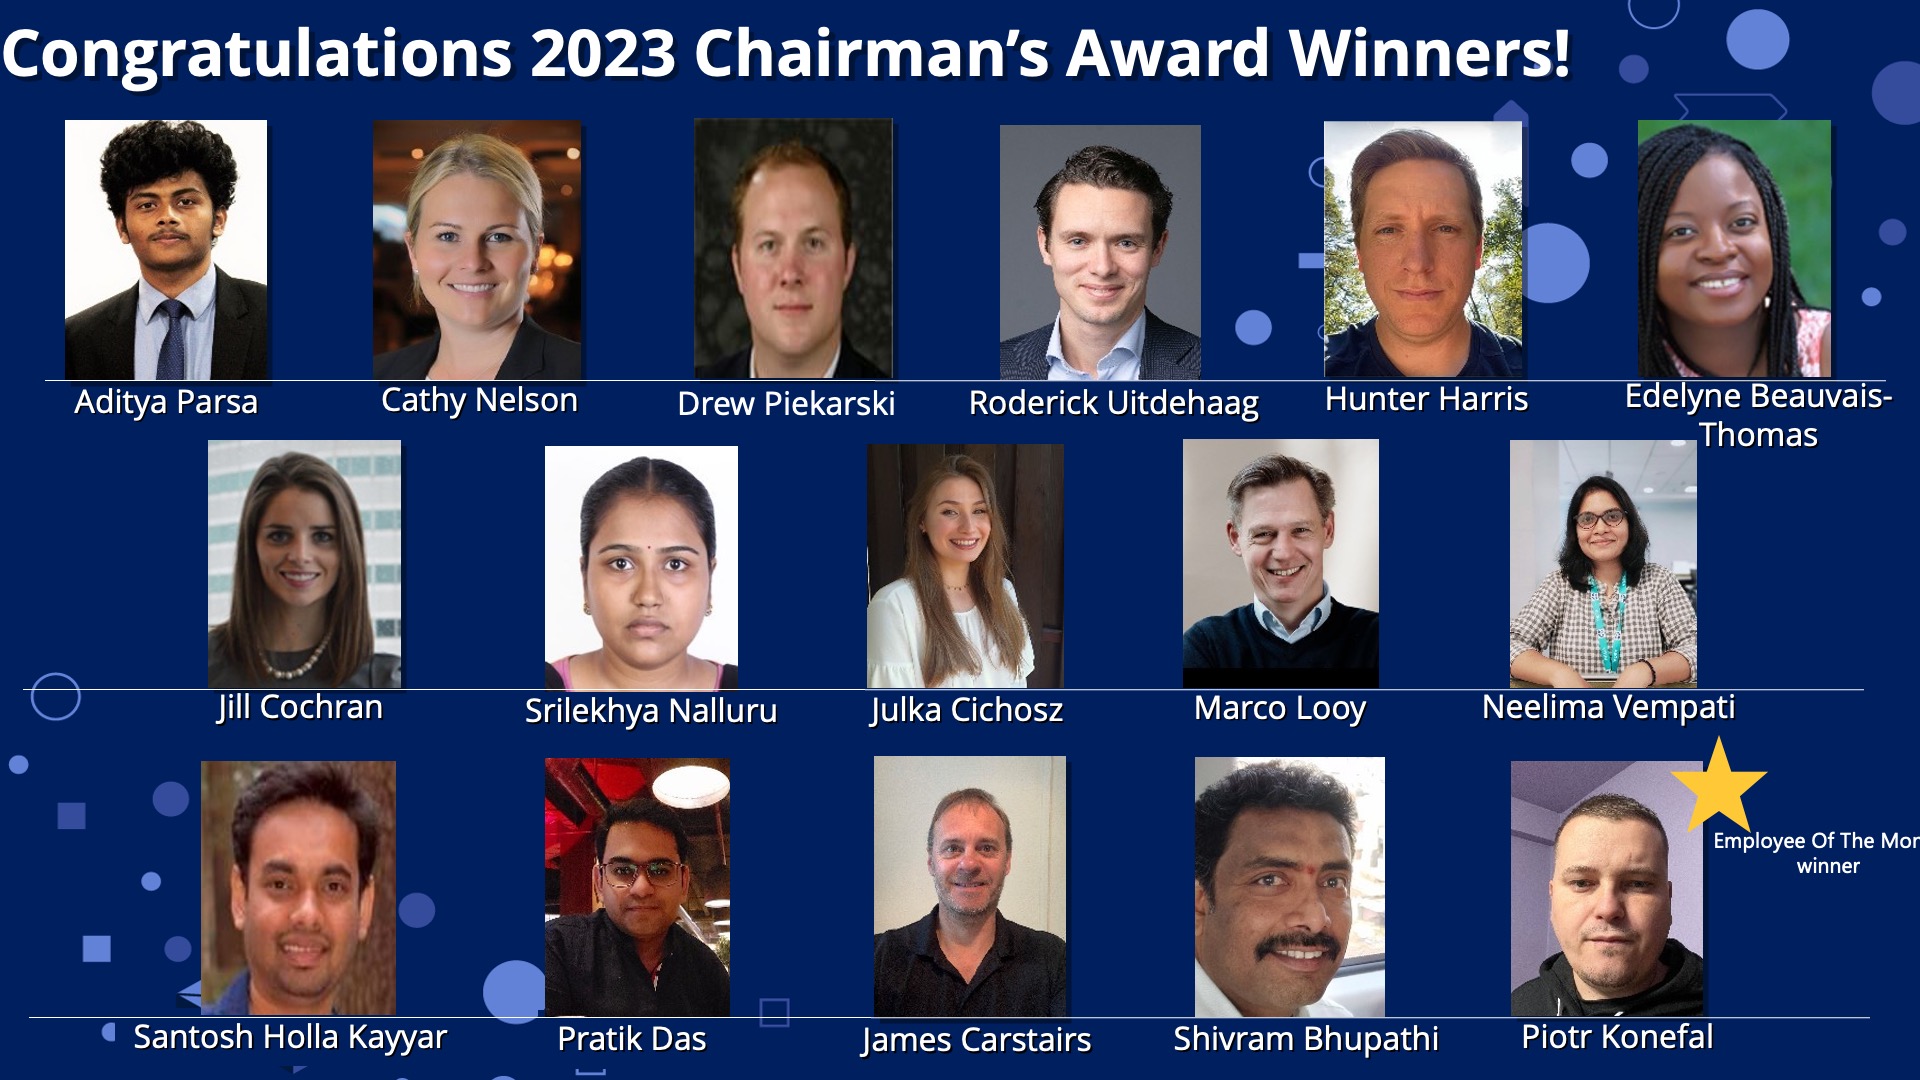 Congratulations 2023 Chairman’s Award Winners!
Aditya Parsa
Cathy Nelson
Drew Piekarski
Roderick Uitdehaag
Hunter Harris
Edelyne Beauvais-
Thomas
Jill Cochran
Srilekhya Nalluru
Julka Cichosz
Marco Looy
Neelima Vempati
Employee Of The Mon
winner
Santosh Holla Kayyar
Pratik Das
James Carstairs
Shivram Bhupathi
Piotr Konefal